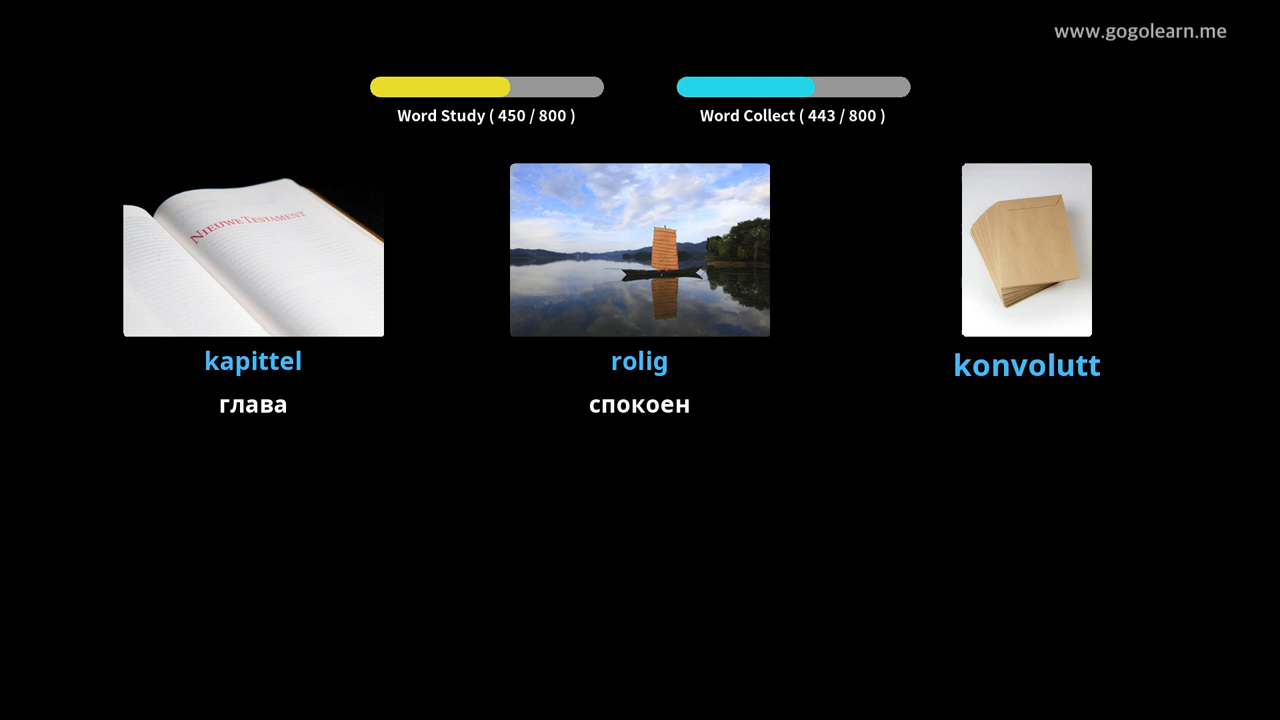 www.gogolearn.me
Word Study ( 450 / 800 )
Word Collect ( 443 / 800 )
NIEUWE TESTAMENT
kapittel
rolig
konvolutt
глава
спокоен